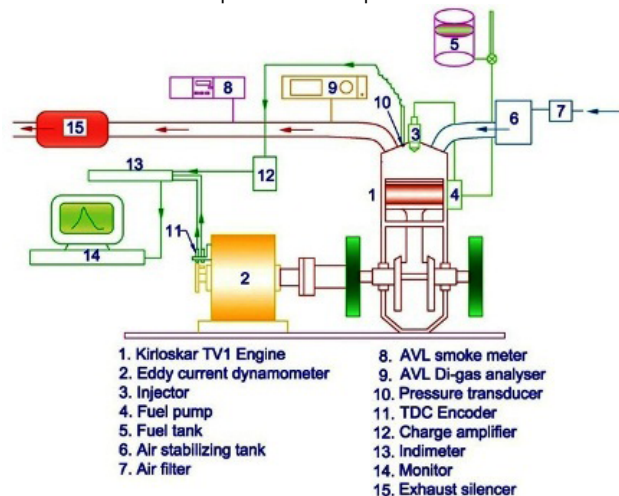 8
9
5
10
3
6
7
15
13
12
1
4
11
14
2
1. Kirloskar TV1 Engine
2. Eddy current dynamometer
3. Injector
4. Fuel pump
5. Fuel tank
6. Air stabilizing tank
7. Air filter
8. AVL smoke meter
9. AVL Di-gas analyser
10. Pressure transducer
11. TDC Encoder
12. Charge amplifier
13. Indimeter
14. Monitor
15. Exhaust silencer